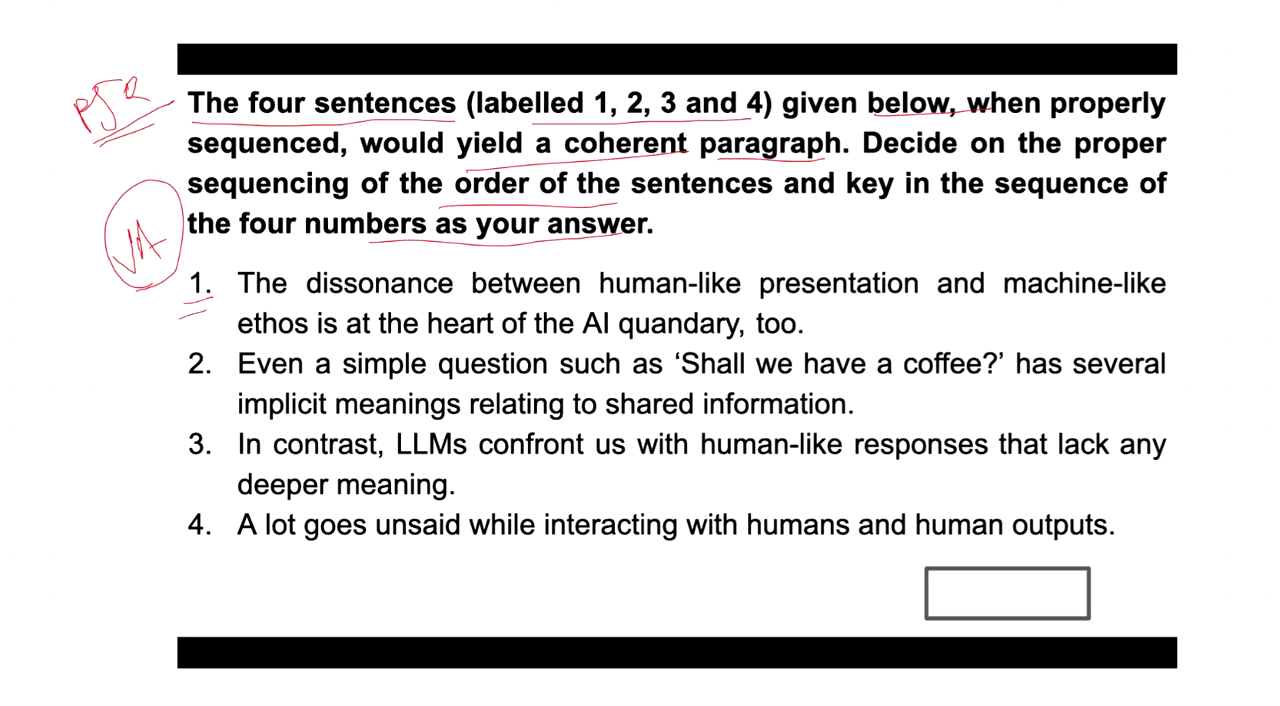 PJQ
The four sentences (labelled 1, 2, 3 and 4) given below, when properly
sequenced, would yield a coherent paragraph. Decide on the proper
sequencing of the order of the sentences and key in the sequence of
the four numbers as your answer.
VA
1. The dissonance between human-like presentation and machine-like
ethos is at the heart of the AI quandary, too.
2. Even a simple question such as ‘Shall we have a coffee?’ has several
implicit meanings relating to shared information.
3. In contrast, LLMs confront us with human-like responses that lack any
deeper meaning.
4. A lot goes unsaid while interacting with humans and human outputs.